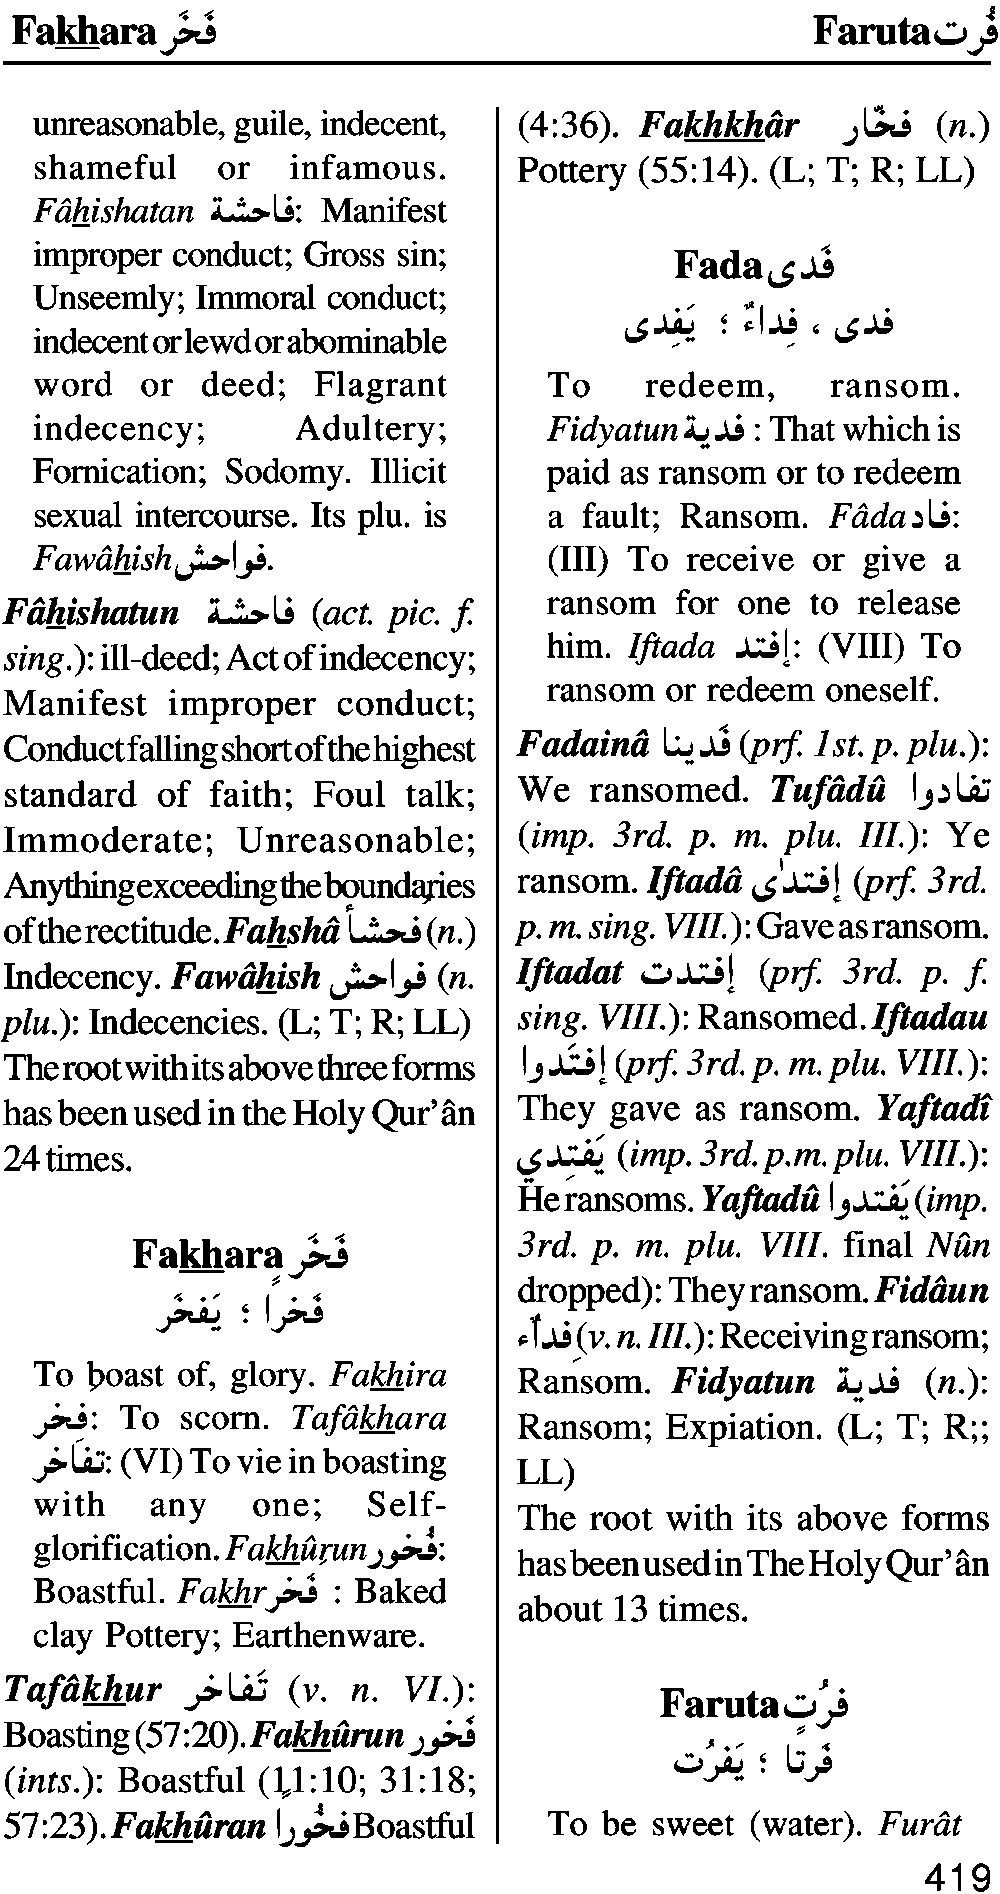 Fakhara فَخَر
Faruta فُرت
unreasonable, guile, indecent,
shameful or infamous.
Fâhishatan فاحشة: Manifest
improper conduct; Gross sin;
Unseemly; Immoral conduct;
indecent or lewd or abominable
word or deed; Flagrant
indecency; Adultery;
Fornication; Sodomy. Illicit
sexual intercourse. Its plu. is
Fawâhish فواحش.
Fâhishatun فاحشة (act. pic. f.
sing.): ill-deed; Act of indecency;
Manifest improper conduct;
Conduct falling short of the highest
standard of faith; Foul talk;
Immoderate; Unreasonable;
Anything exceeding the boundaries
of the rectitude. Fahshâ فحشأ (n.)
Indecency. Fawâhish فواحش (n.
plu.): Indecencies. (L; T; R; LL)
The root with its above three forms
has been used in the Holy Qur'ân
24 times.
Fakhara فَخَر
فَخراً ؛ يَفخَر
To boast of, glory. Fakhira
فخر: To scorn. Tafâkhara
تفاَخر: (VI) To vie in boasting
with any one; Self-
glorification. Fakhûrun فُخور:
Boastful. Fakhr فَخر : Baked
clay Pottery; Earthenware.
Tafâkhur تَفاخر (v. n. VI.):
Boasting (57:20). Fakhûrun فَخور
(ints.): Boastful (11:10; 31:18;
57:23). Fakhûran فخُوراً Boastful
(4:36). Fakhkhâr فخّار (n.)
Pottery (55:14). (L; T; R; LL)
Fada فَدى
فدى ، فِداءٌ ؛ يَفِدى
To redeem, ransom.
Fidyatun فدية : That which is
paid as ransom or to redeem
a fault; Ransom. Fâda فاد:
(III) To receive or give a
ransom for one to release
him. Iftada إفتد: (VIII) To
ransom or redeem oneself.
Fadainâ فَدينا (prf. 1st. p. plu.):
We ransomed. Tufâdû تفادوا
(imp. 3rd. p. m. plu. III.): Ye
ransom. Iftadâ إفتدىٰ (prf. 3rd.
p. m. sing. VIII.): Gave as ransom.
Iftadat إفتدت (prf. 3rd. p. f.
sing. VIII.): Ransomed. Iftadau
إفتَدوا (prf. 3rd. p. m. plu. VIII.):
They gave as ransom. Yaftadî
يَفتِدي (imp. 3rd. p.m. plu. VIII.):
He ransoms. Yaftadû يَفتدوا (imp.
3rd. p. m. plu. VIII. final Nûn
dropped): They ransom. Fidâun
فِدآء (v. n. III.): Receiving ransom;
Ransom. Fidyatun فدية (n.):
Ransom; Expiation. (L; T; R;;
LL)
The root with its above forms
has been used in The Holy Qur'ân
about 13 times.
Faruta فرُت
فَرتاً ؛ يَفرُت
To be sweet (water). Furât
419